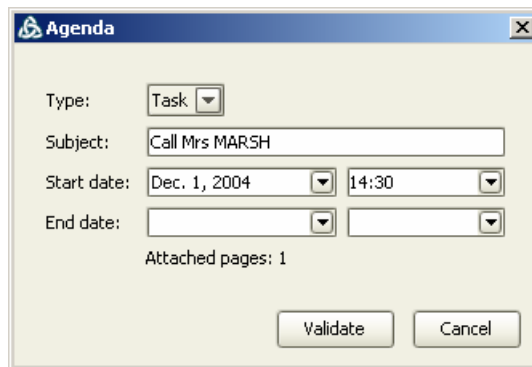 Agenda
Type: Task
Subject: Call Mrs MARSH
Start date: Dec. 1, 2004 14:30
End date:
Attached pages: 1
Validate Cancel